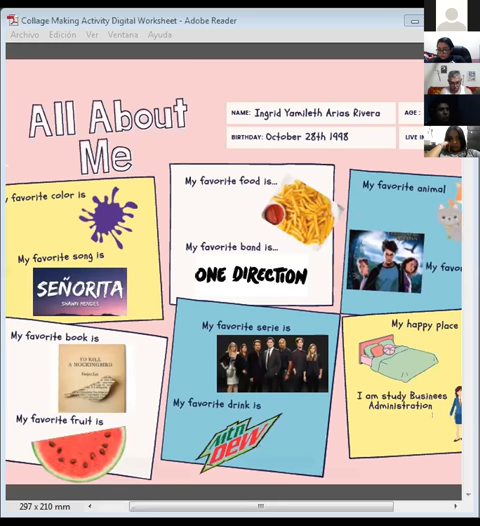 Collage Making Activity Digital Worksheet - Adobe Reader
Archivo Edición Ver Ventana Ayuda
All About
Me
NAME: Ingrid Yamileth Arias Rivera
AGE :
BIRTHDAY: October 28th 1998
LIVE IN
y favorite color is
My favorite song is
SEÑORITA
SHAWN MENDES
My favorite food is...
My favorite band is...
ONE DIRECTION
My favorite animal
My favo
My favorite book is
TO KILL
A MOCKINGBIRD
My favorite fruit is
My favorite serie is
My favorite drink is
Mtn
DEW
My happy place
I am study Businees
Administration
297 x 210 mm